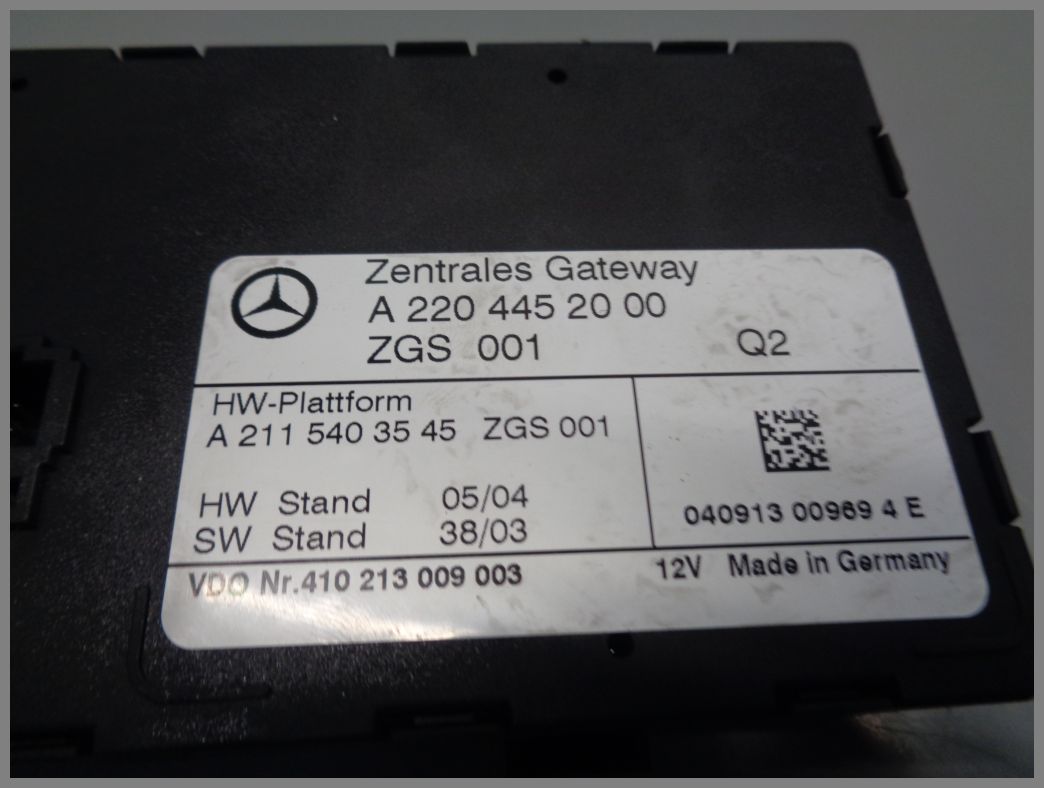 Zentrales Gateway
A 220 445 20 00
ZGS 001 Q2
HW-Plattform
A 211 540 35 45 ZGS 001
HW Stand 05/04
SW Stand 38/03
040913 00969 4 E
VDO Nr.410 213 009 003
12V Made in Germany